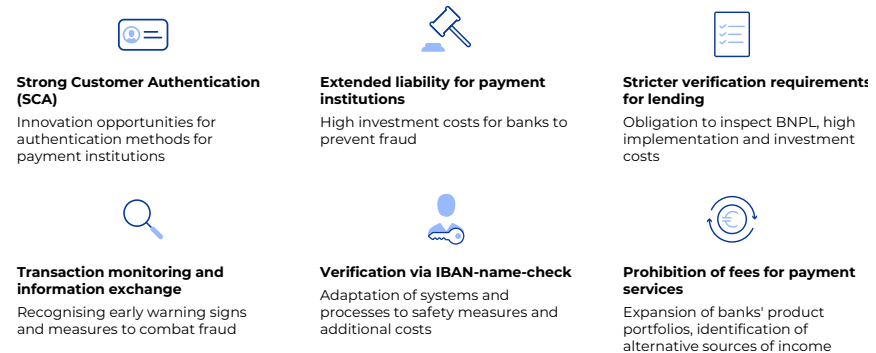 Strong Customer Authentication
(SCA)
Innovation opportunities for
authentication methods for
payment institutions
Extended liability for payment
institutions
High investment costs for banks to
prevent fraud
Stricter verification requirements
for lending
Obligation to inspect BNPL, high
implementation and investment
costs
Transaction monitoring and
information exchange
Recognising early warning signs
and measures to combat fraud
Verification via IBAN-name-check
Adaptation of systems and
processes to safety measures and
additional costs
Prohibition of fees for payment
services
Expansion of banks' product
portfolios, identification of
alternative sources of income